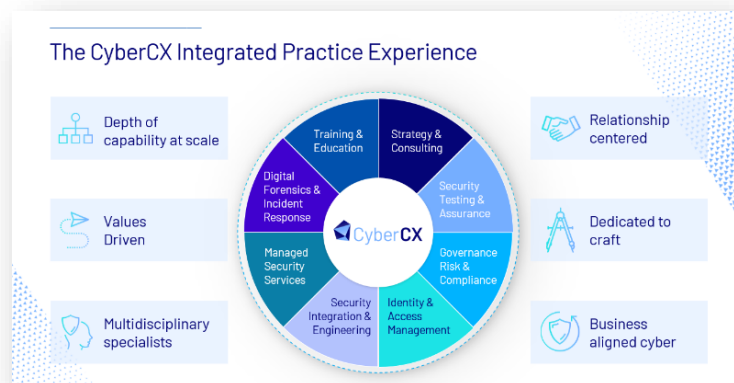 The CyberCX Integrated Practice Experience
Depth of
capability at scale
Values
Driven
Multidisciplinary
specialists
Training &
Education
Strategy &
Consulting
Digital
Forensics &
Incident
Response
Security
Testing &
Assurance
CyberCX
Managed
Security
Services
Governance
Risk &
Compliance
Security
Integration &
Engineering
Identity &
Access
Management
Relationship
centered
Dedicated to
craft
Business
aligned cyber